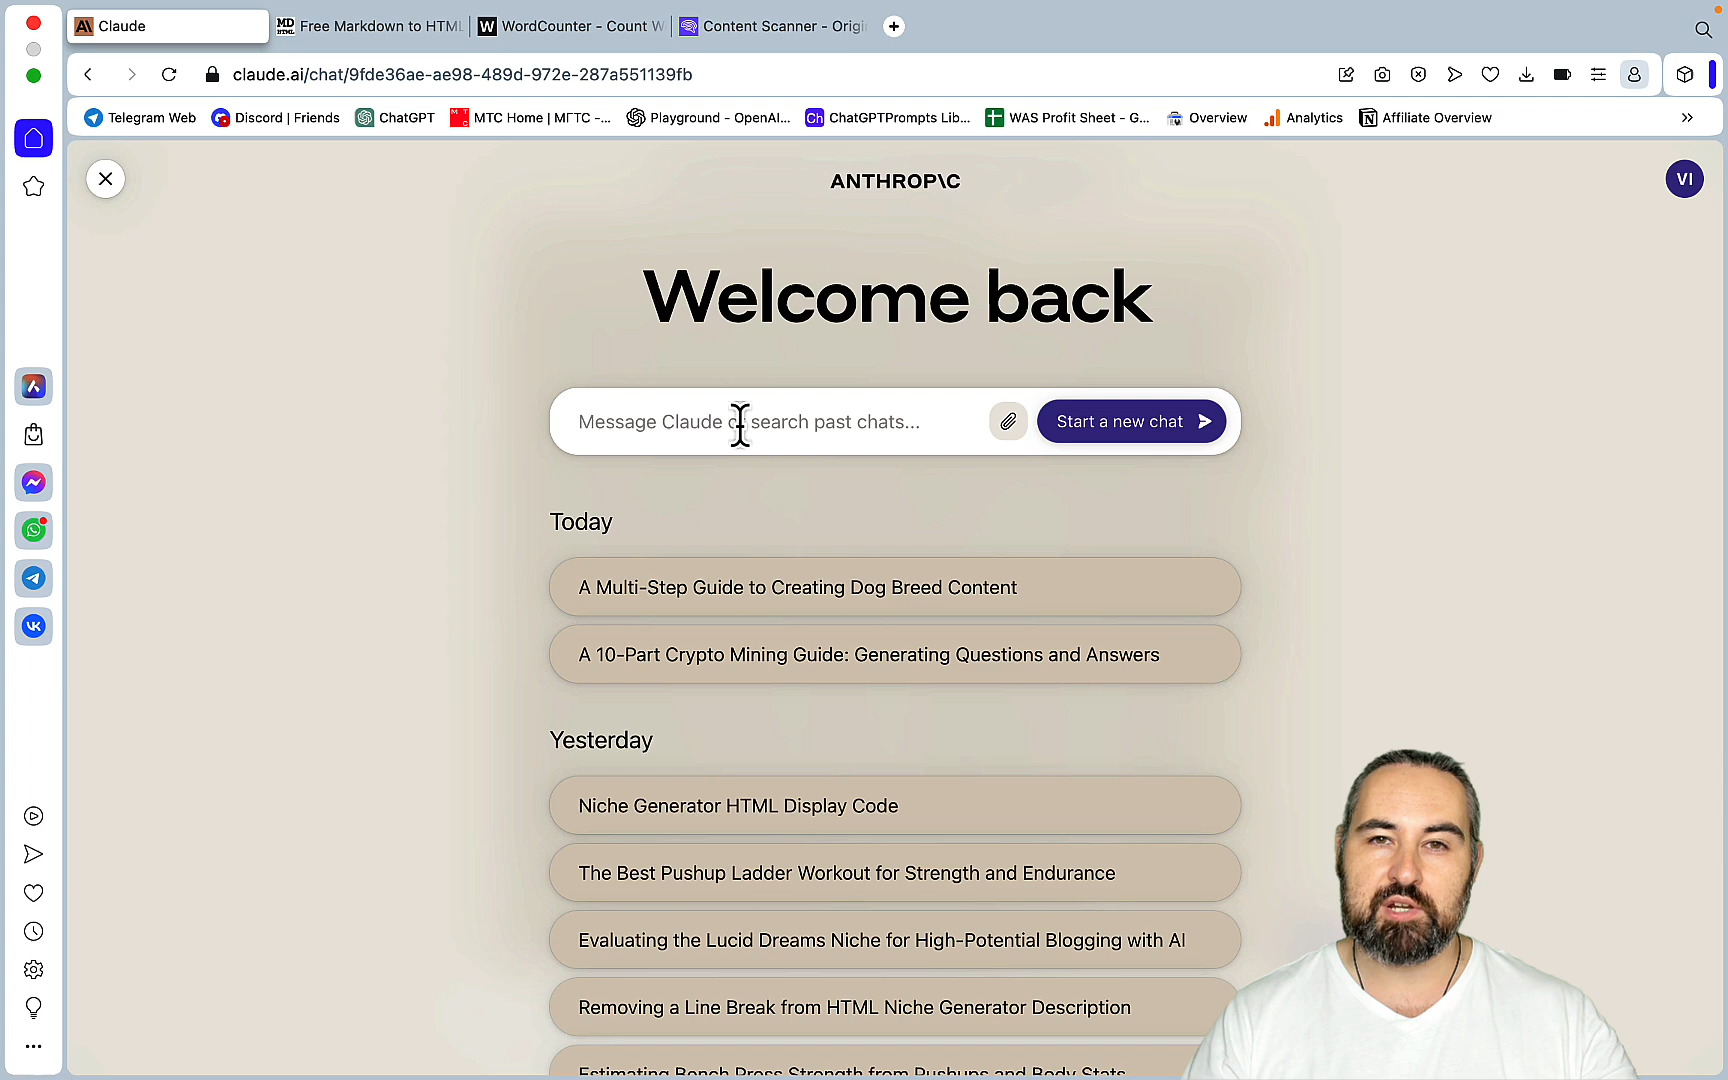 Claude
Free Markdown to HTML
WordCounter - Count W
Content Scanner - Origi
claude.ai/chat/9fde36ae-ae98-489d-972e-287a551139fb
Telegram Web
Discord | Friends
ChatGPT
МТС Home | МГТС -...
Playground - OpenAI...
ChatGPTPrompts Lib...
WAS Profit Sheet - G...
Overview
Analytics
Affiliate Overview
ANTHROP\C
VI
Welcome back
Message Claude or search past chats...
Start a new chat
Today
A Multi-Step Guide to Creating Dog Breed Content
A 10-Part Crypto Mining Guide: Generating Questions and Answers
Yesterday
Niche Generator HTML Display Code
The Best Pushup Ladder Workout for Strength and Endurance
Evaluating the Lucid Dreams Niche for High-Potential Blogging with AI
Removing a Line Break from HTML Niche Generator Description
Estimating Bench Press Strength from Pushups and Body Stats